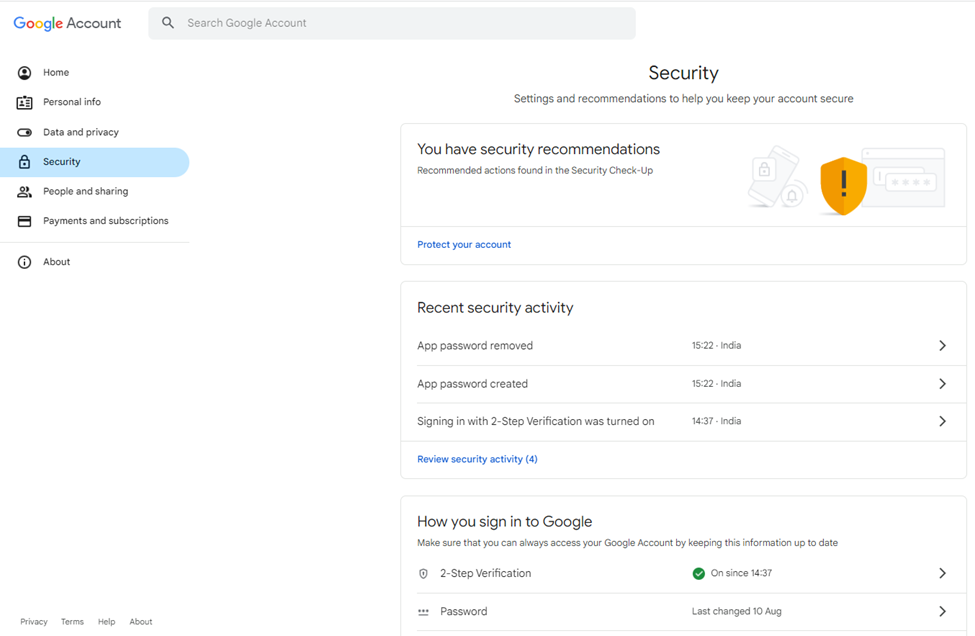 Google Account
Search Google Account
Home
Personal info
Data and privacy
Security
People and sharing
Payments and subscriptions
About
Security
Settings and recommendations to help you keep your account secure
You have security recommendations
Recommended actions found in the Security Check-Up
Protect your account
Recent security activity
App password removed 15:22 · India
App password created 15:22 · India
Signing in with 2-Step Verification was turned on 14:37 · India
Review security activity (4)
How you sign in to Google
Make sure that you can always access your Google Account by keeping this information up to date
2-Step Verification On since 14:37
Password Last changed 10 Aug
Privacy Terms Help About